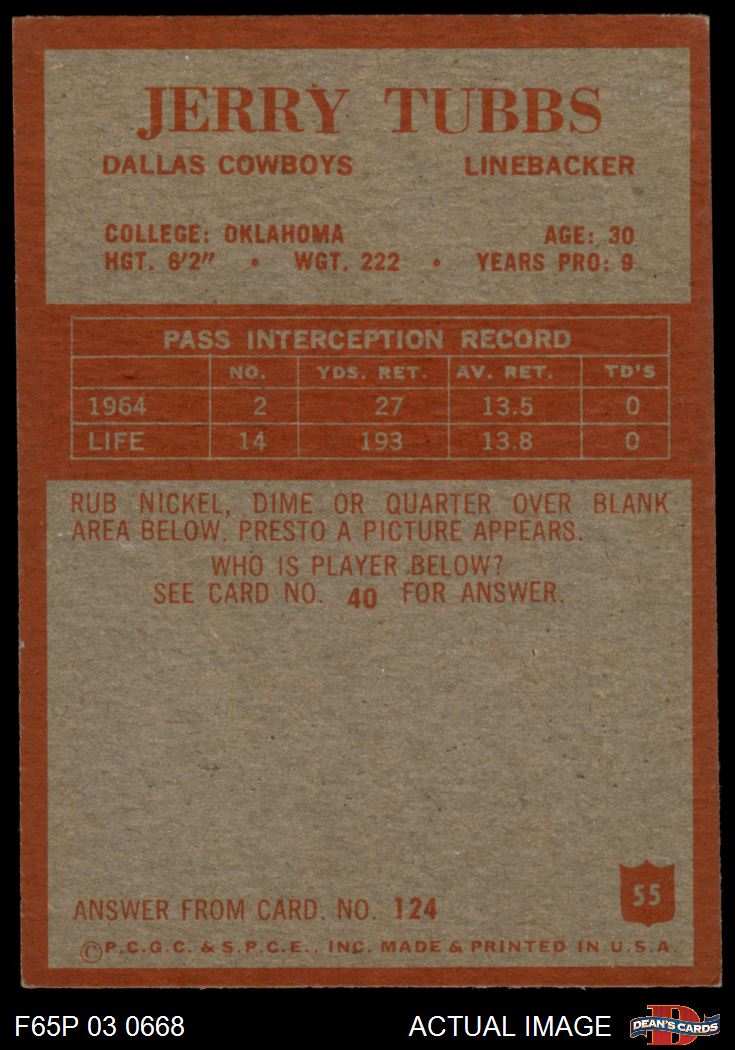 JERRY TUBBS
DALLAS COWBOYS LINEBACKER
COLLEGE: OKLAHOMA AGE: 30
HGT. 6'2" • WGT. 222 • YEARS PRO: 9
PASS INTERCEPTION RECORD
NO. YDS. RET. AV. RET. TD'S
1964 2 27 13.5 0
LIFE 14 193 13.8 0
RUB NICKEL, DIME OR QUARTER OVER BLANK
AREA BELOW. PRESTO A PICTURE APPEARS.
WHO IS PLAYER BELOW?
SEE CARD NO. 40 FOR ANSWER.
55
ANSWER FROM CARD. NO. 124
©P.C.G.C. & S.P.C.E., INC. MADE & PRINTED IN U.S.A.
F65P 03 0668 ACTUAL IMAGE D DEAN'S CARDS